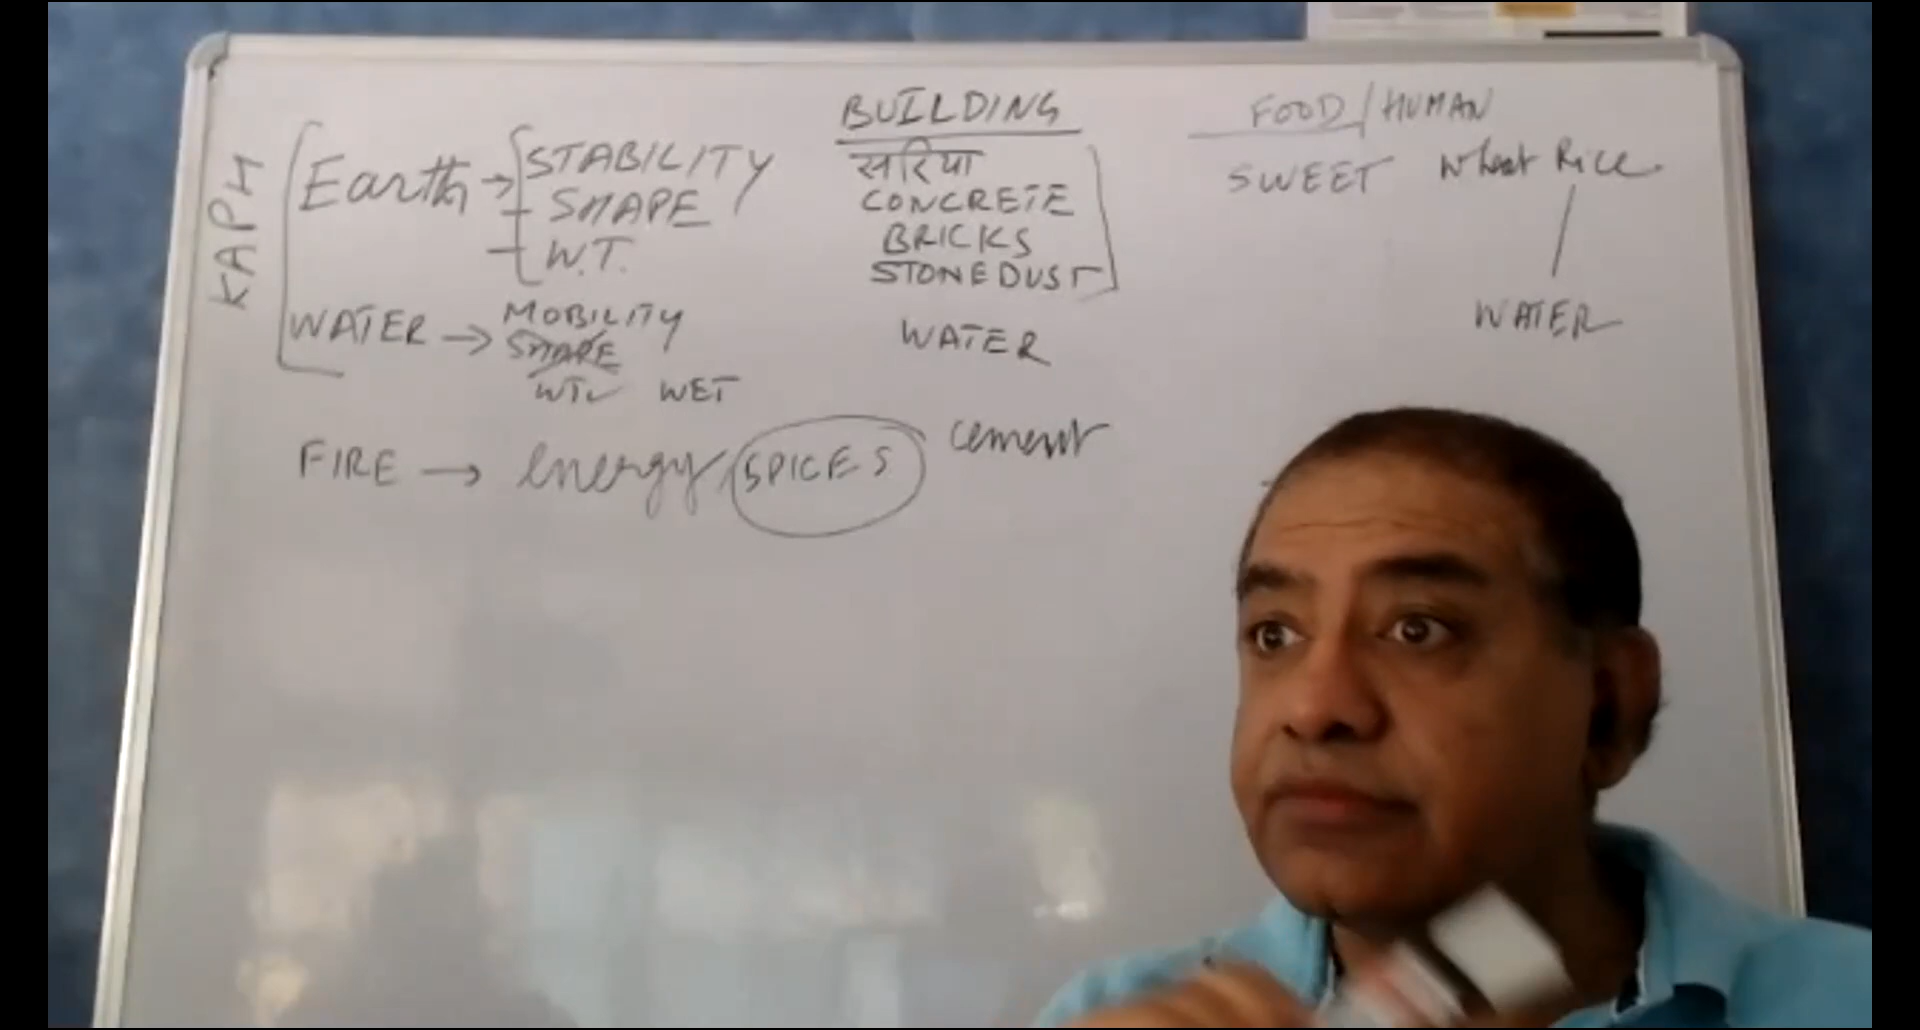 BUILDING
FOOD/HUMAN
KAPH
Earth → STABILITY
सरिया
SWEET Wheat Rice
SHAPE
CONCRETE
W.T.
BRICKS
STONEDUST
WATER → MOBILITY
WATER
WATER
SHAPE
WT WET
FIRE → energy SPICES
cement